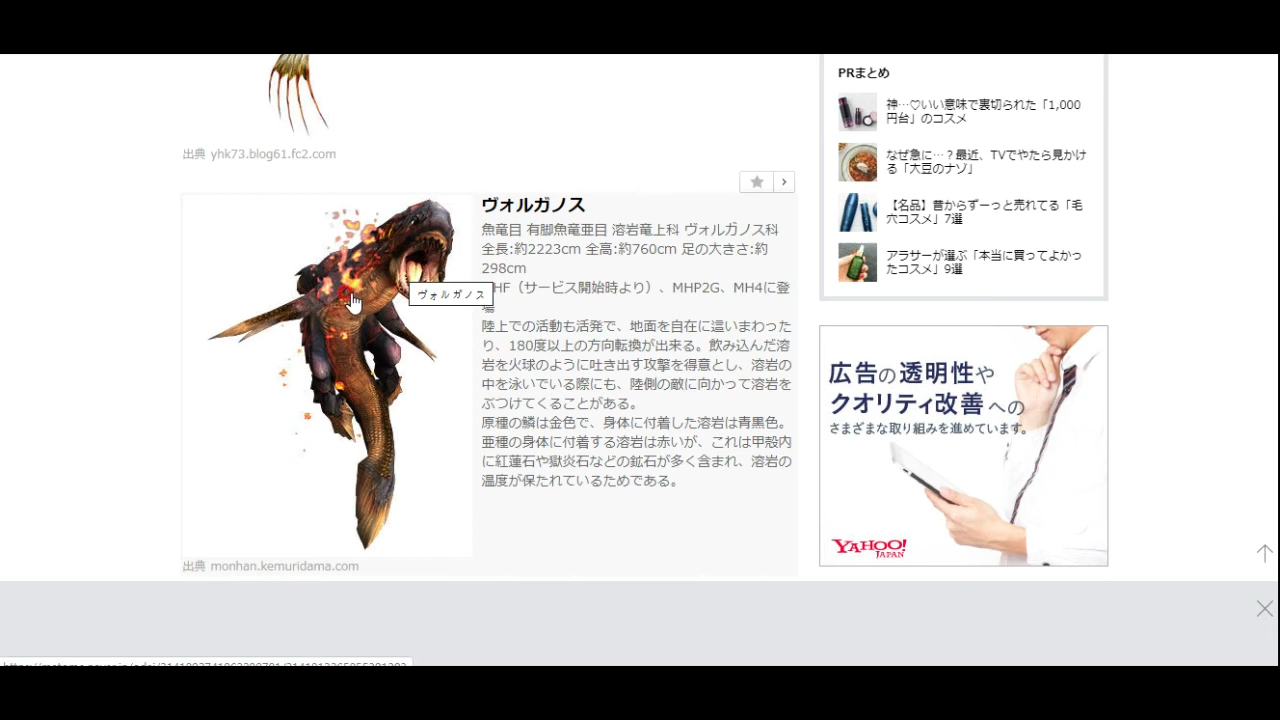 出典 yhk73.blog61.fc2.com
ヴォルガノス
魚竜目 有脚魚竜亜目 溶岩竜上科 ヴォルガノス科
全長:約2223cm 全高:約760cm 足の大きさ:約
298cm
HF（サービス開始時より）、MHP2G、MH4に登
場
陸上での活動も活発で、地面を自在に這いまわった
り、180度以上の方向転換が出来る。飲み込んだ溶
岩を火球のように吐き出す攻撃を得意とし、溶岩の
中を泳いでいる際にも、陸側の敵に向かって溶岩を
ぶつけてくることがある。
原種の鱗は金色で、身体に付着した溶岩は青黒色。
亜種の身体に付着する溶岩は赤いが、これは甲殻内
に紅蓮石や獄炎石などの鉱石が多く含まれ、溶岩の
温度が保たれているためである。
ヴォルガノス
出典 monhan.kemuridama.com
PRまとめ
神…♡いい意味で裏切られた「1,000
円台」のコスメ
なぜ急に…？最近、TVでやたら見かけ
る「大豆のナゾ」
【名品】昔からずーっと売れてる「毛
穴コスメ」7選
アラサーが選ぶ「本当に買ってよかっ
たコスメ」9選
広告の透明性や
クオリティ改善への
さまざまな取り組みを進めています。
YAHOO!
JAPAN